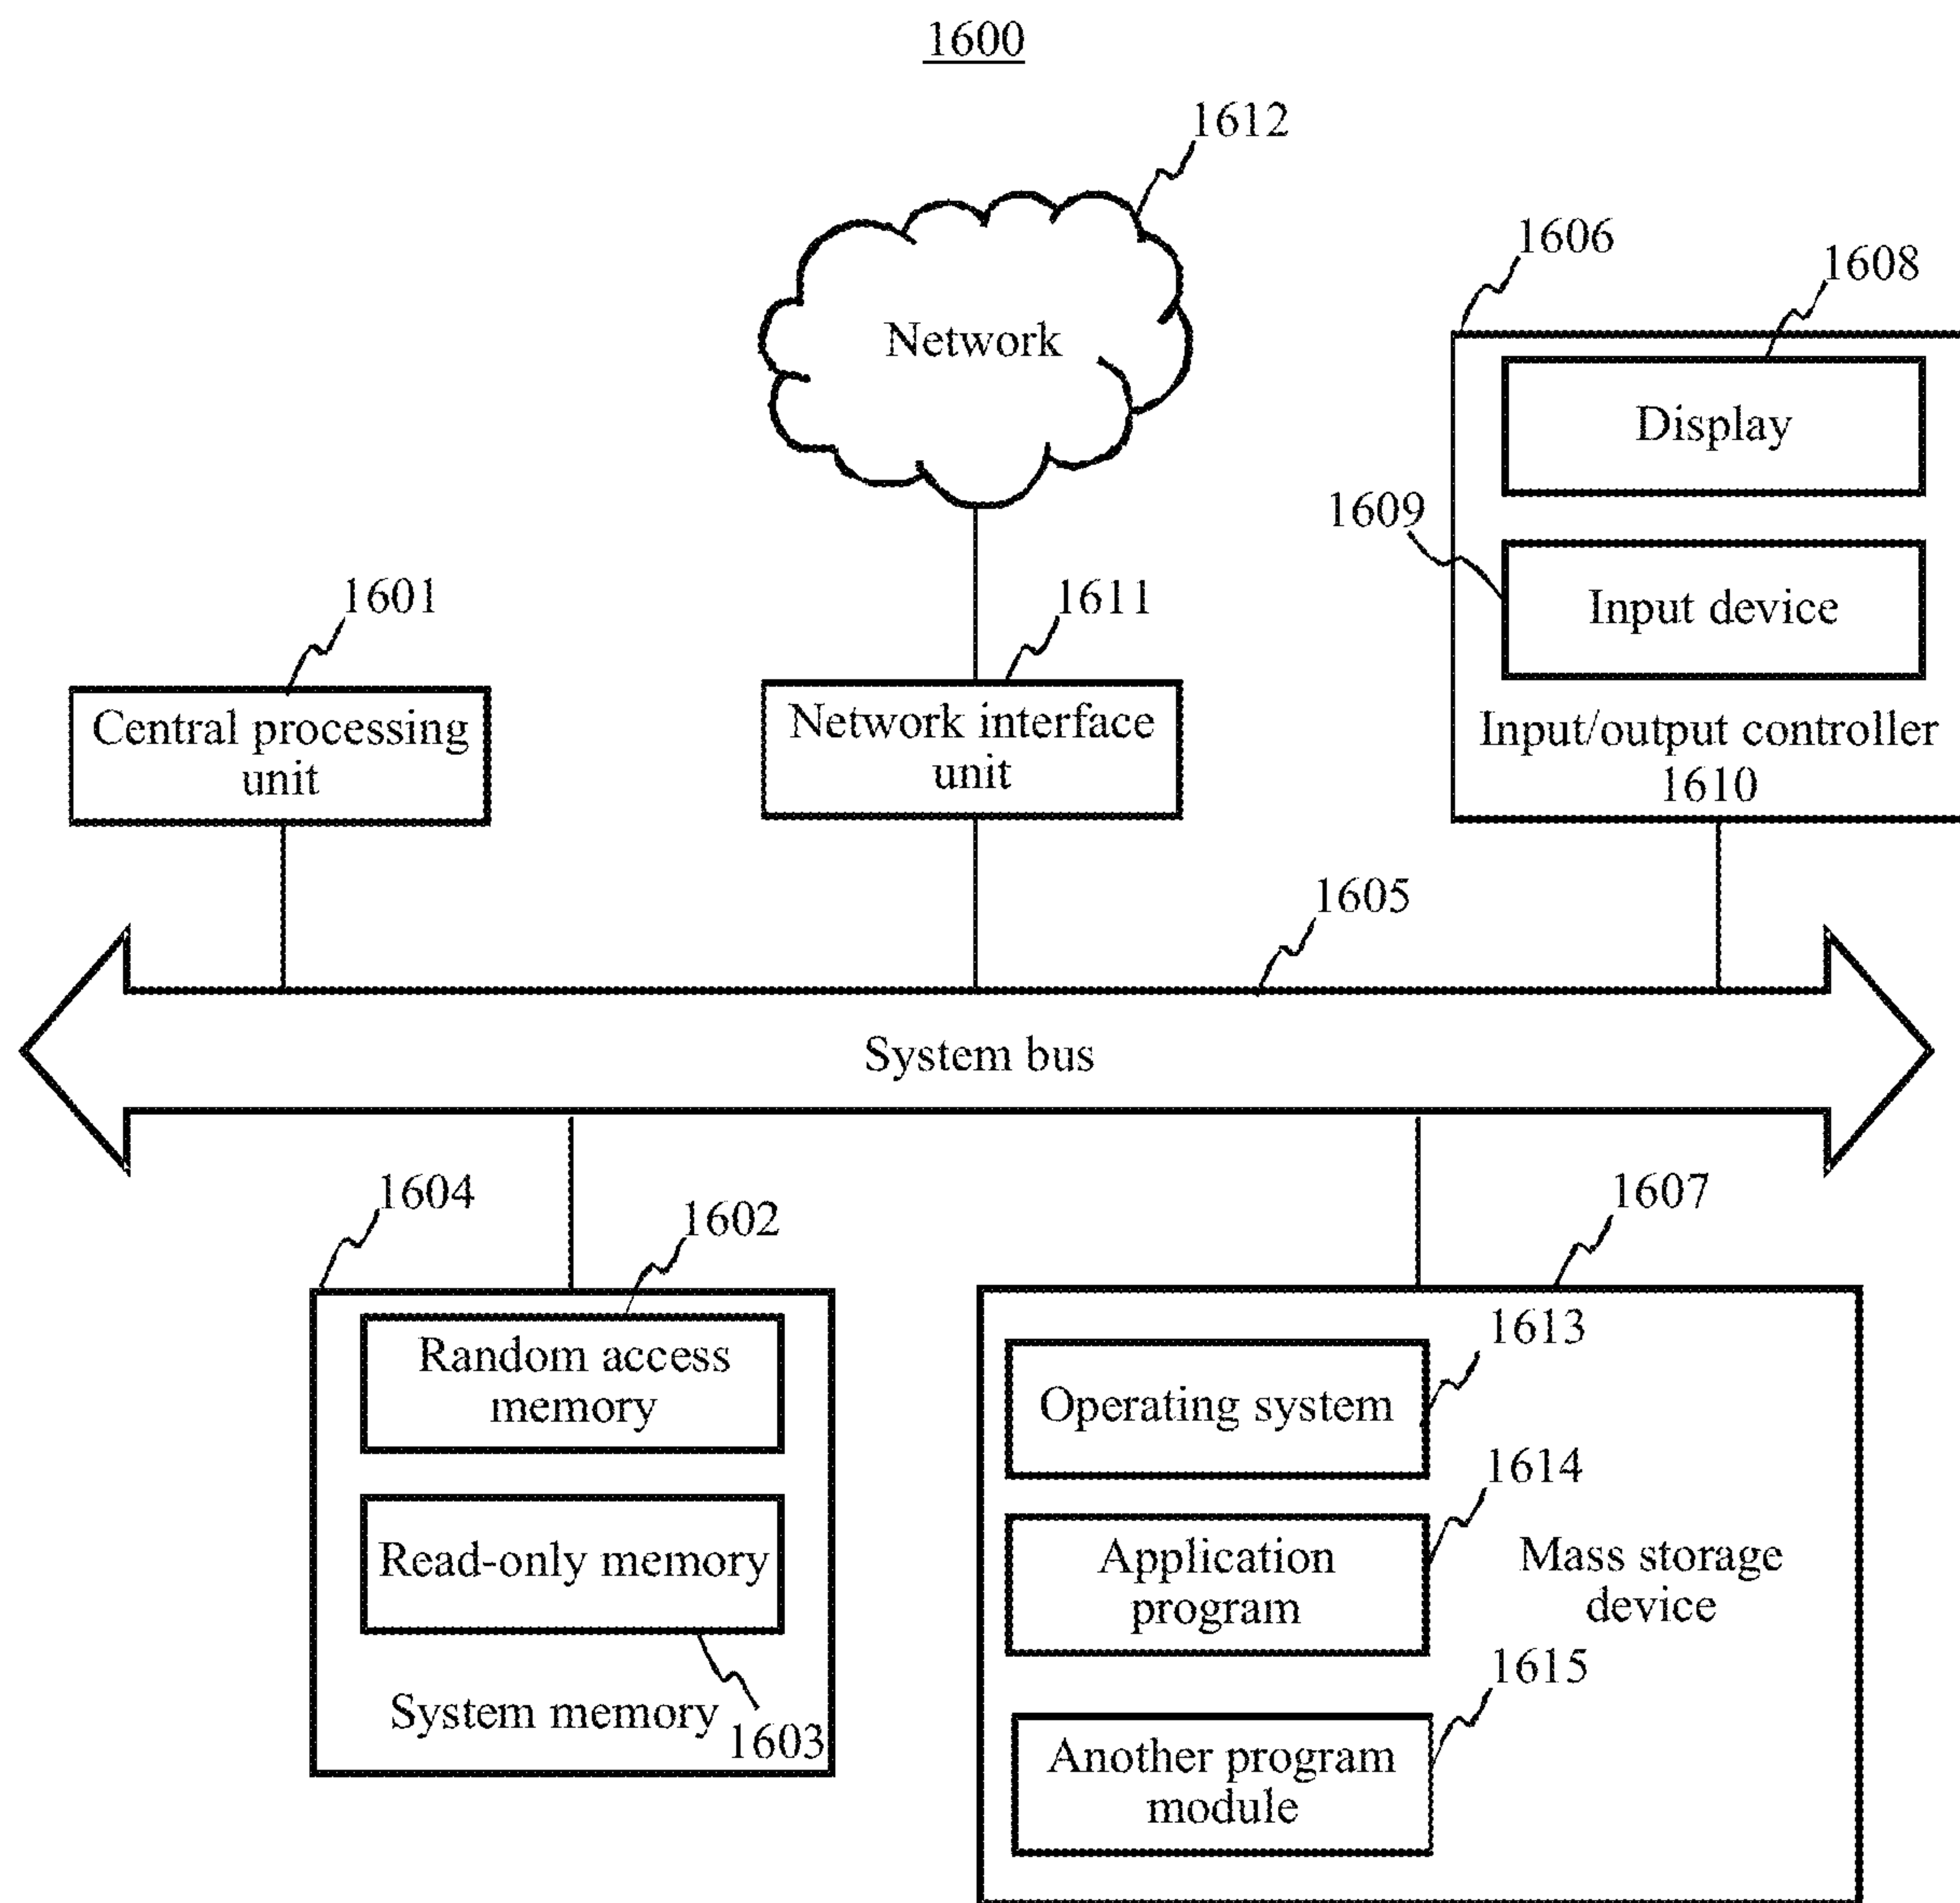 1600
1612
Network
1606
1608
Display
1609
Input device
Input/output controller
1610
1601
Central processing
unit
1611
Network interface
unit
1605
System bus
1604
1602
Random access
memory
Read-only memory
System memory
1603
1607
1613
Operating system
1614
Application
program
Mass storage
device
1615
Another program
module